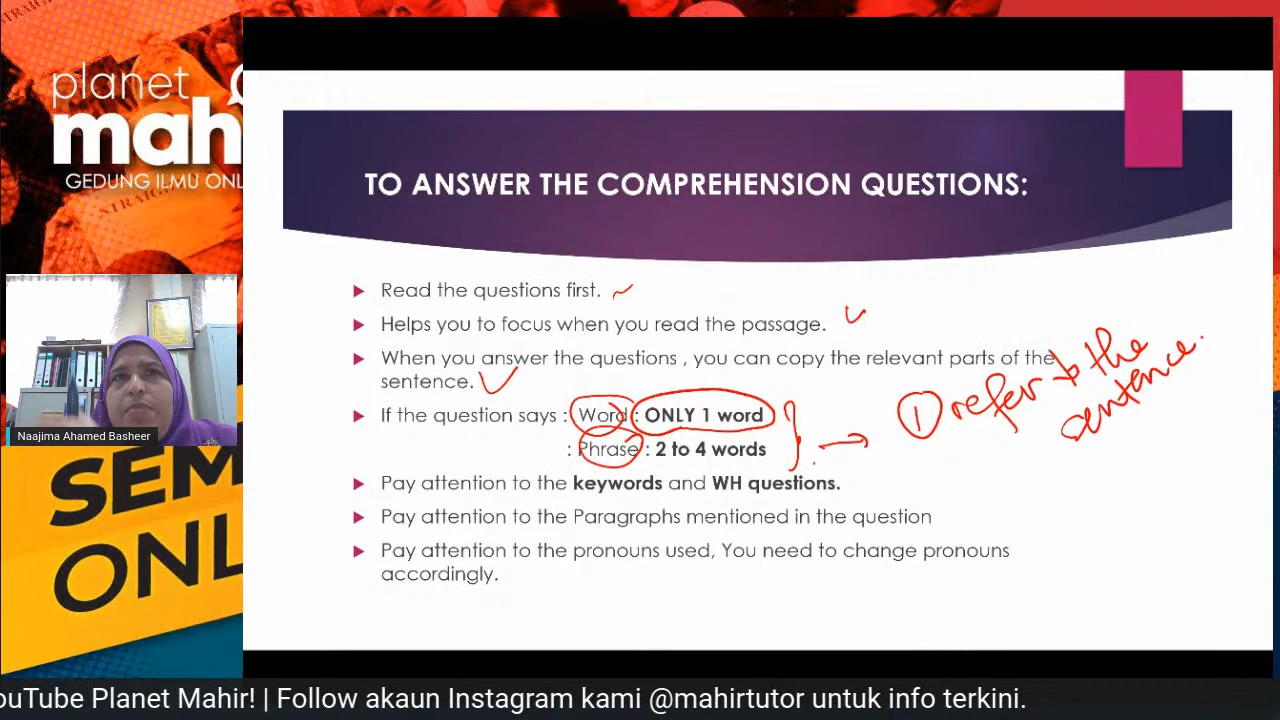 planet
mah
GEDUNG ILMU ONL
TO ANSWER THE COMPREHENSION QUESTIONS:
Read the questions first.
Helps you to focus when you read the passage.
When you answer the questions , you can copy the relevant parts of the
sentence.
If the question says : Word : ONLY 1 word
: Phrase : 2 to 4 words
① refer to the
sentence.
Pay attention to the keywords and WH questions.
Pay attention to the Paragraphs mentioned in the question
Pay attention to the pronouns used, You need to change pronouns
accordingly.
Naajima Ahamed Basheer
SEM
ONL
ouTube Planet Mahir! | Follow akaun Instagram kami @mahirtutor untuk info terkini.